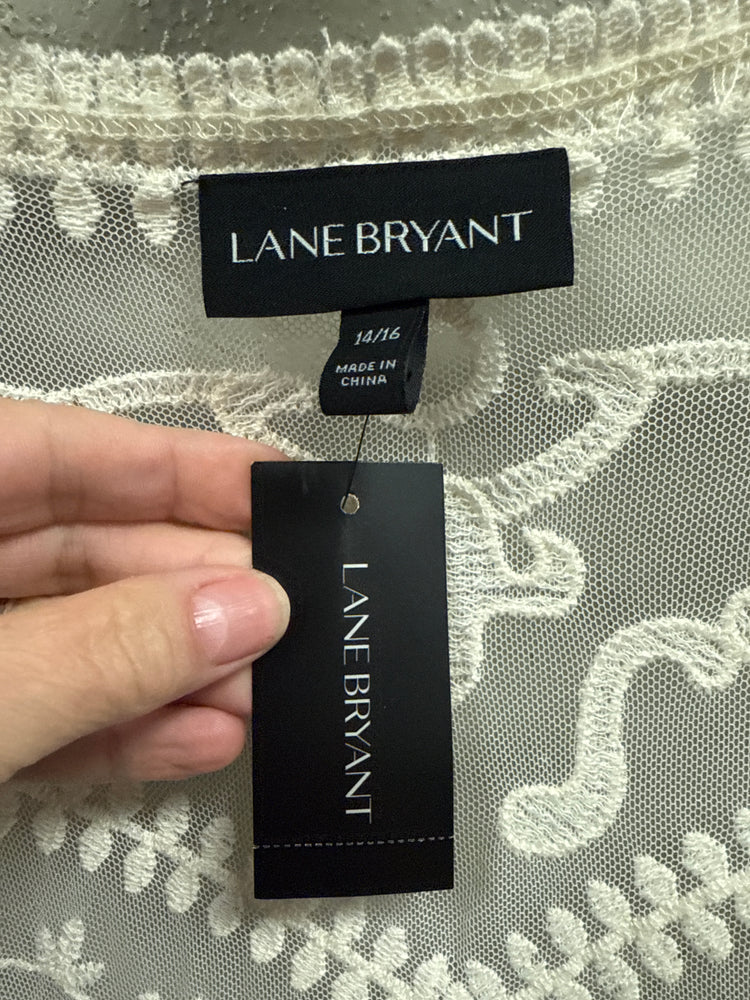 LANE BRYANT
14/16
MADE IN
CHINA
LANE BRYANT